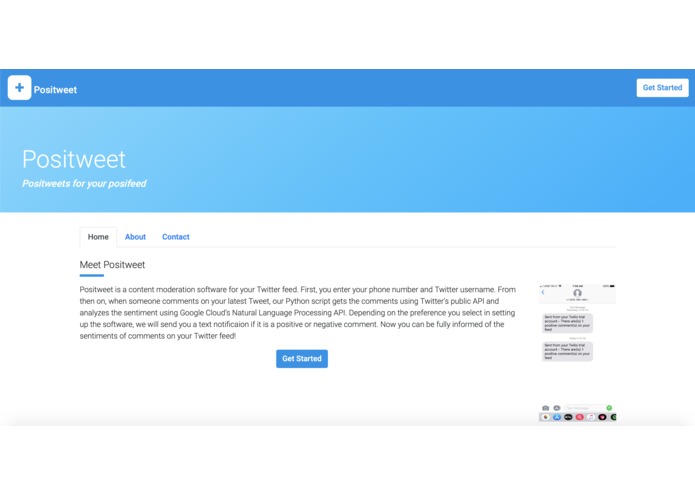 Positweet
Get Started
Positweet
Positweets for your posifeed
Home About Contact
Meet Positweet
Positweet is a content moderation software for your Twitter feed. First, you enter your phone number and Twitter username. From
then on, when someone comments on your latest Tweet, our Python script gets the comments using Twitter's public API and
analyzes the sentiment using Google Cloud's Natural Language Processing API. Depending on the preference you select in setting
up the software, we will send you a text notificaion if it is a positive or negative comment. Now you can be fully informed of the
sentiments of comments on your Twitter feed!
Get Started
Sent from your Twilio trial
account - There are(is) 1
positive comment(s) on your
feed
Sent from your Twilio trial
account - There are(is) 1
positive comment(s) on your
feed